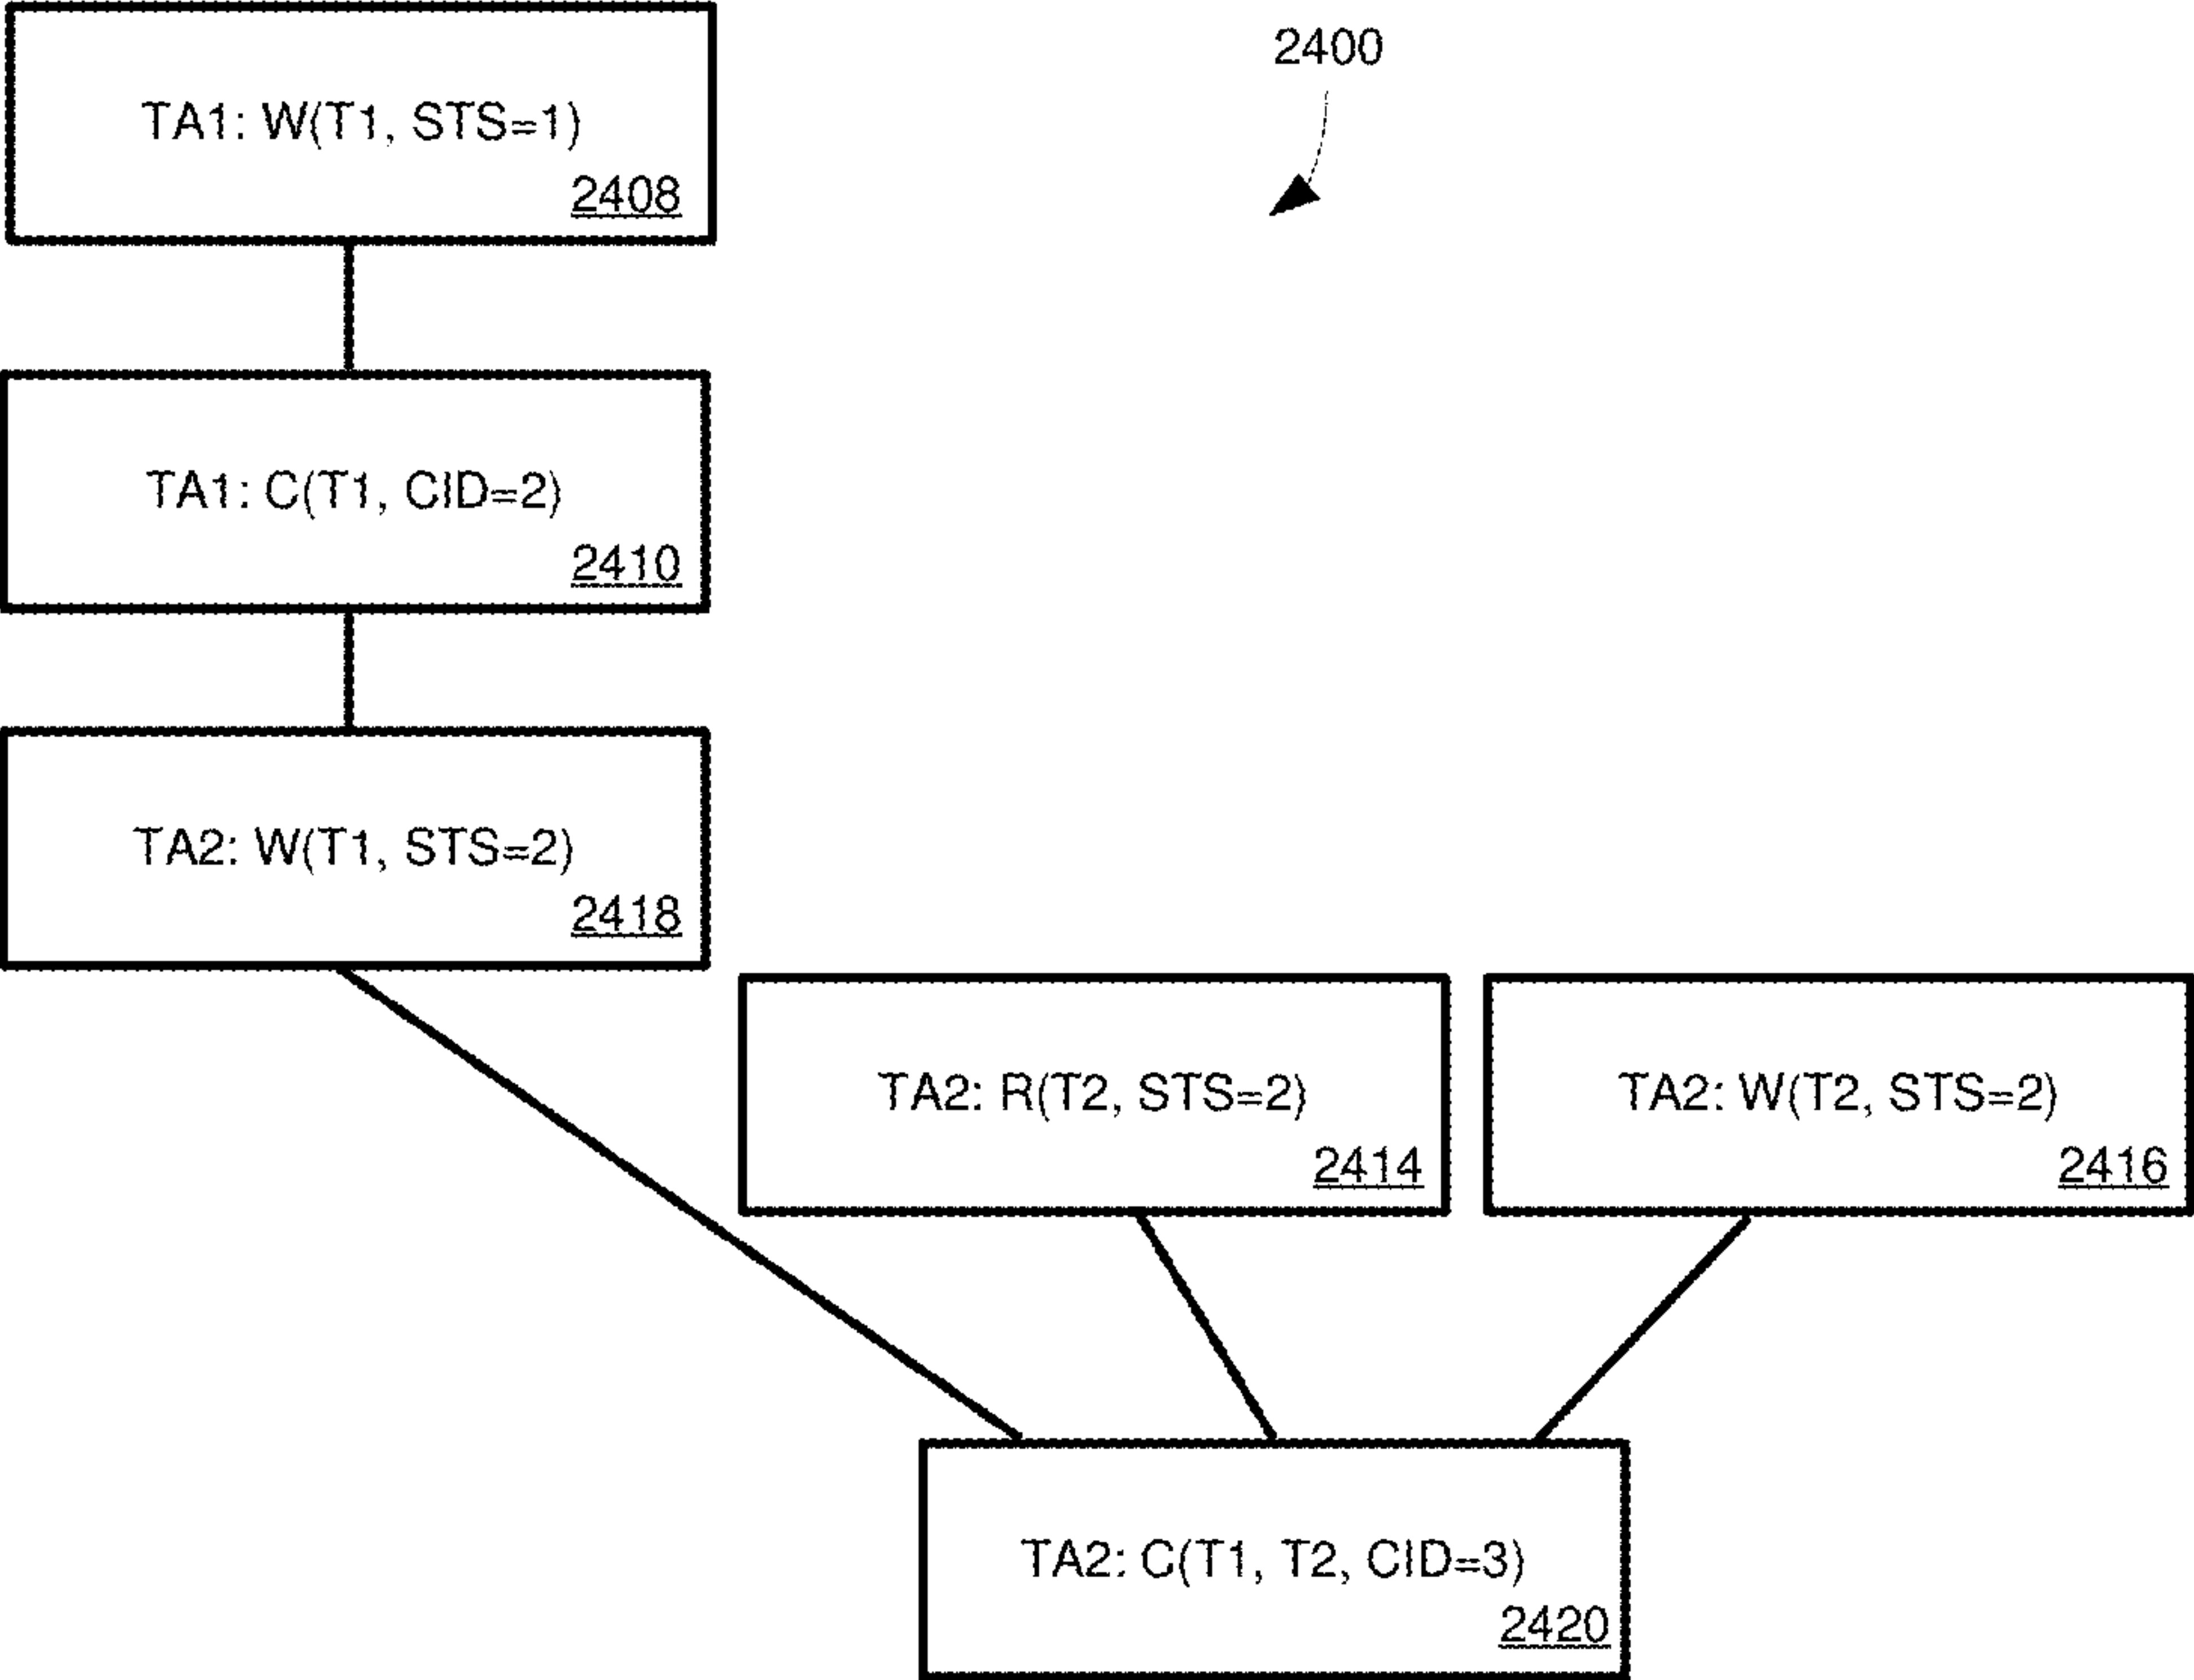 2400
TA1: W(T1, STS=1)
2408
TA1: C(T1, CID=2)
2410
TA2: W(T1, STS=2)
2418
TA2: R(T2, STS=2)
2414
TA2: W(T2, STS=2)
2416
TA2: C(T1, T2, CID=3)
2420